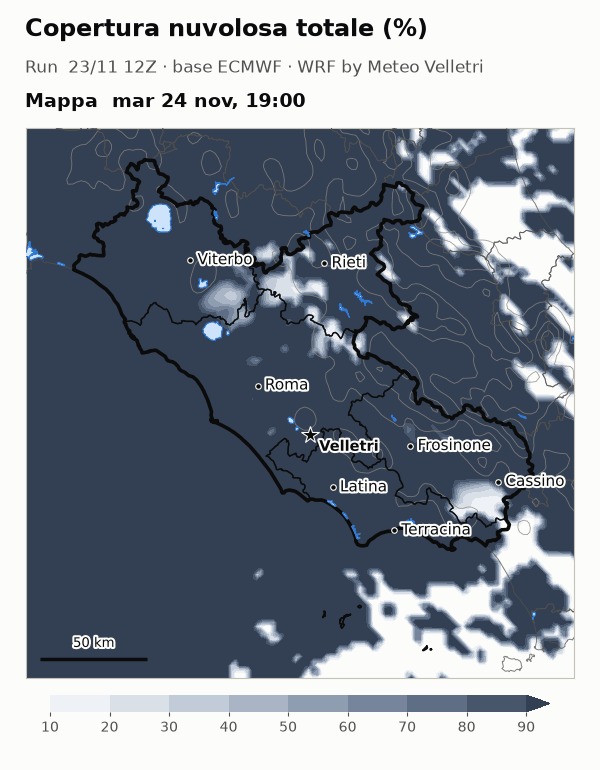 Copertura nuvolosa totale (%)
Run  23/11 12Z · base ECMWF · WRF by Meteo Velletri
Mappa  mar 24 nov, 19:00
Viterbo
Rieti
Roma
Velletri
Frosinone
Latina
Cassino
Terracina
50 km
10 20 30 40 50 60 70 80 90